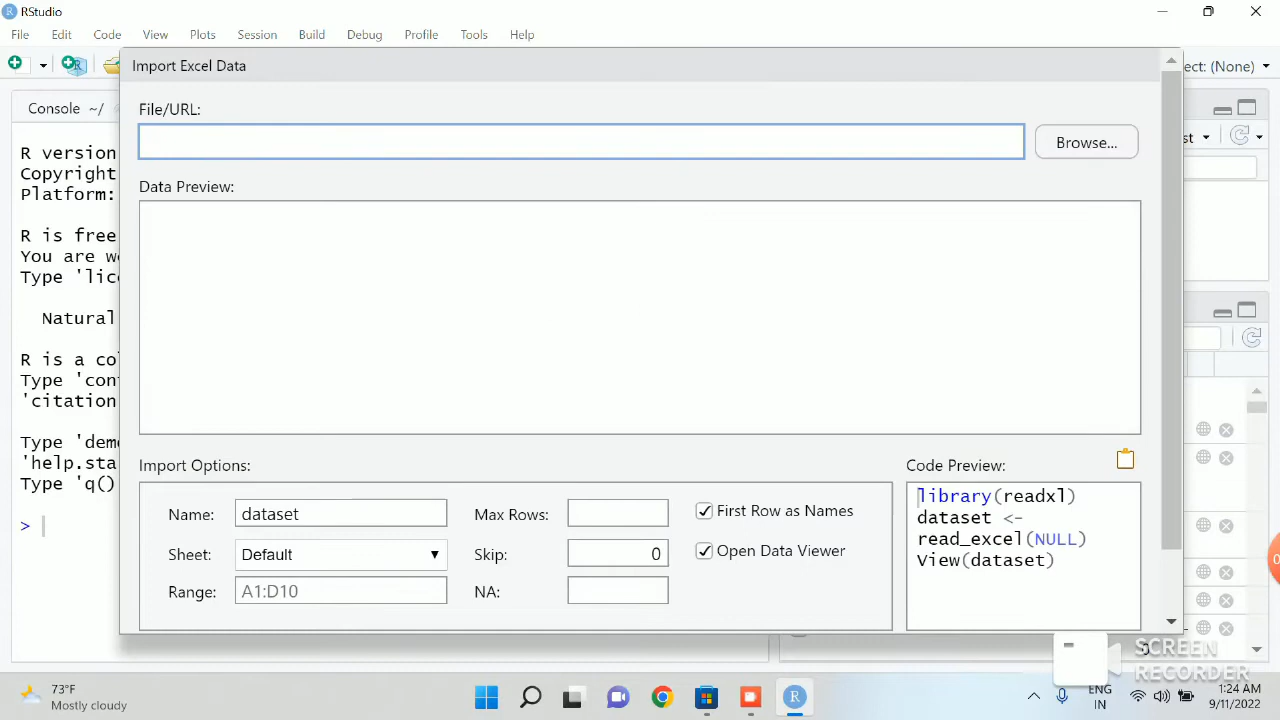 RStudio
File Edit Code View Plots Session Build Debug Profile Tools Help
Import Excel Data
ect: (None)
Console ~/
File/URL:
Browse...
st
R version
Copyright
Platform:
Data Preview:
R is free
You are w
Type 'lic
Natural
R is a co
Type 'con
'citation
Type 'dem
'help.sta
Type 'q()
>
Import Options:
Code Preview:
Name: dataset
Max Rows:
First Row as Names
Sheet: Default
Skip: 0
Open Data Viewer
Range: A1:D10
NA:
library(readxl)
dataset <-
read_excel(NULL)
View(dataset)
SCREEN
RECORDER
73°F
Mostly cloudy
ENG
IN
1:24 AM
9/11/2022